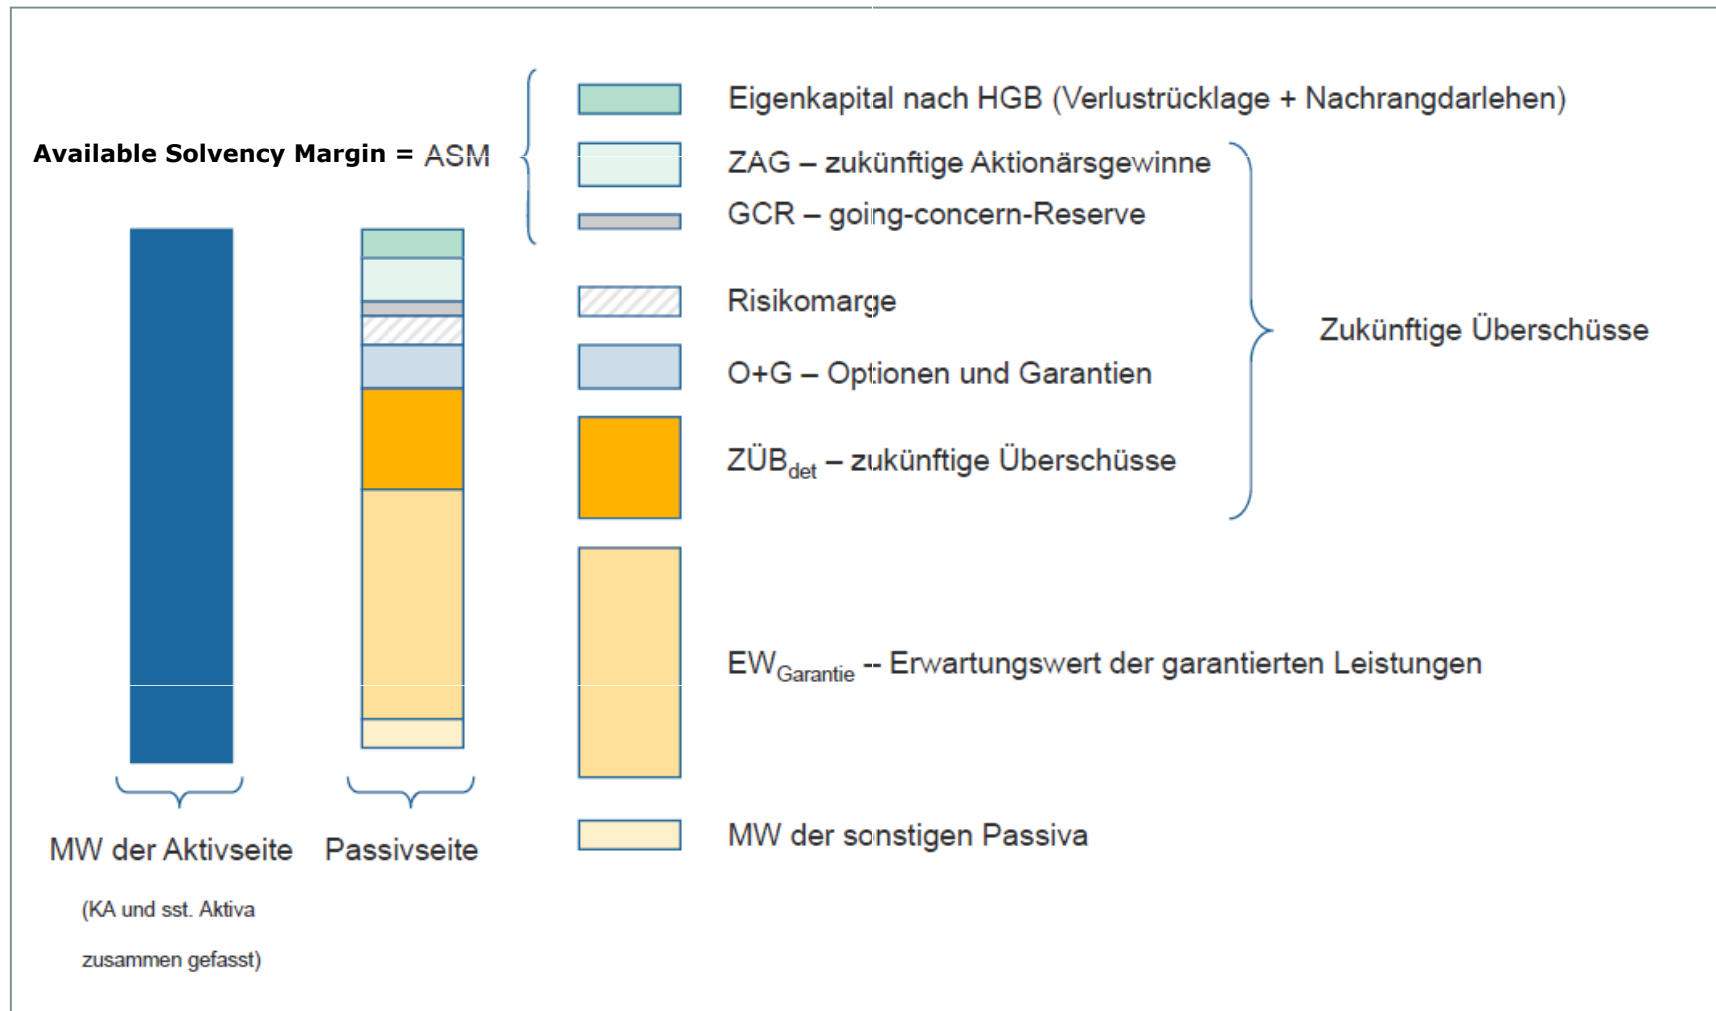 Eigenkapital nach HGB (Verlustrücklage + Nachrangdarlehen)
Available Solvency Margin = ASM
ZAG – zukünftige Aktionärsgewinne
GCR – going-concern-Reserve
Risikomarge
Zukünftige Überschüsse
O+G – Optionen und Garantien
ZÜBdet – zukünftige Überschüsse
EWGarantie -- Erwartungswert der garantierten Leistungen
MW der sonstigen Passiva
MW der Aktivseite
Passivseite
(KA und sst. Aktiva
zusammen gefasst)